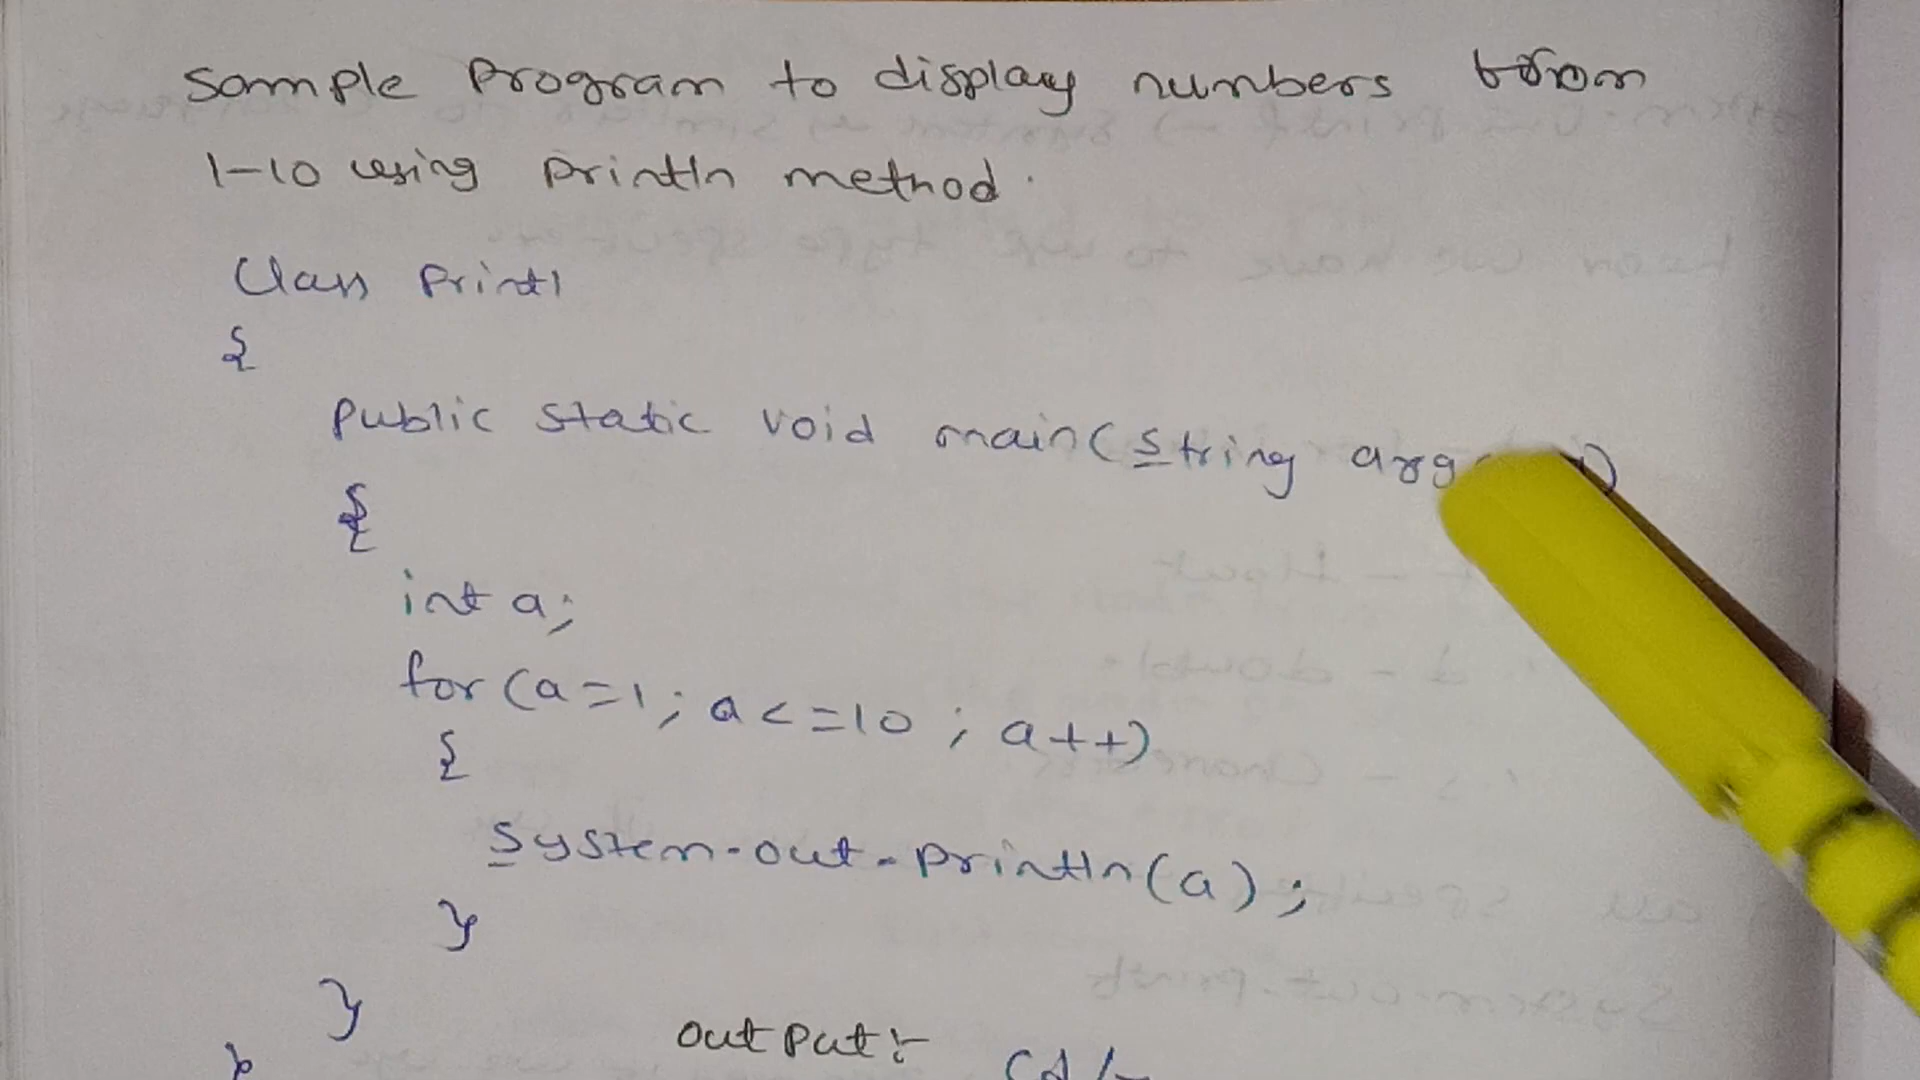 Sample Program to display numbers from
1-10 using println method.
Class Print1
{
Public static void main(String
{
int a;
for (a=1; a<=10; a++)
{
System.out.println(a);
}
}
}
output:-